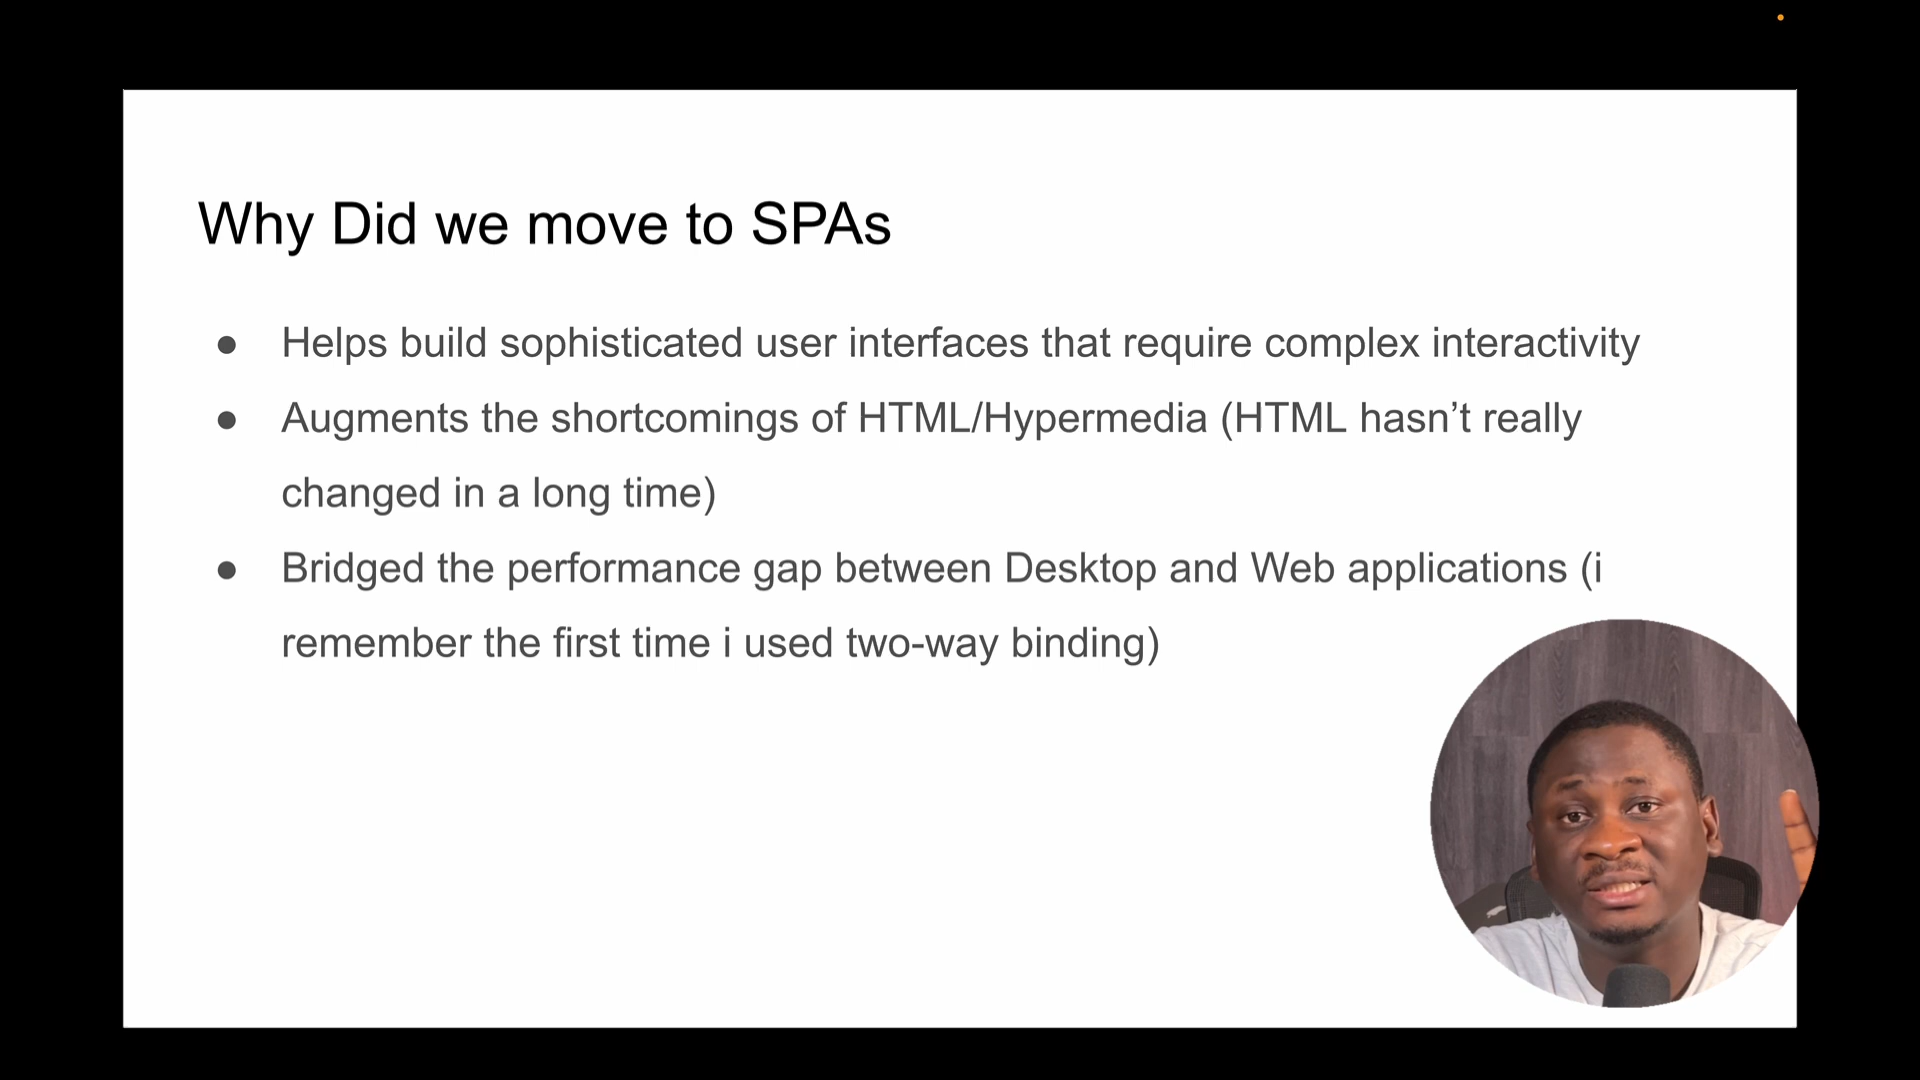 Why Did we move to SPAs
● Helps build sophisticated user interfaces that require complex interactivity
● Augments the shortcomings of HTML/Hypermedia (HTML hasn’t really
changed in a long time)
● Bridged the performance gap between Desktop and Web applications (i
remember the first time i used two-way binding)